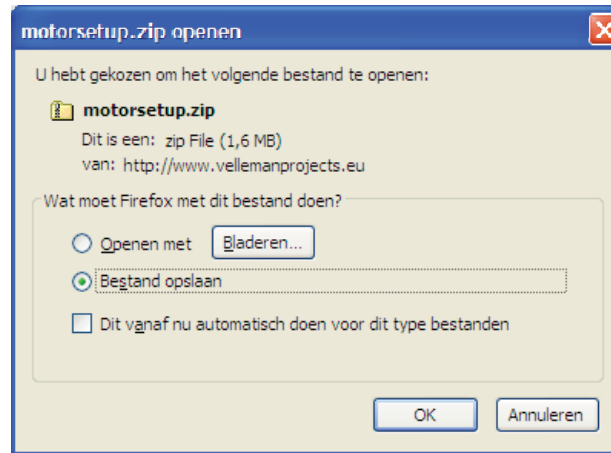 motorsetup.zip openen
U hebt gekozen om het volgende bestand te openen:
motorsetup.zip
Dit is een: zip File (1,6 MB)
van: http://www.vellemanprojects.eu
Wat moet Firefox met dit bestand doen?
Openen met Bladeren...
Bestand opslaan
Dit vanaf nu automatisch doen voor dit type bestanden
OK Annuleren